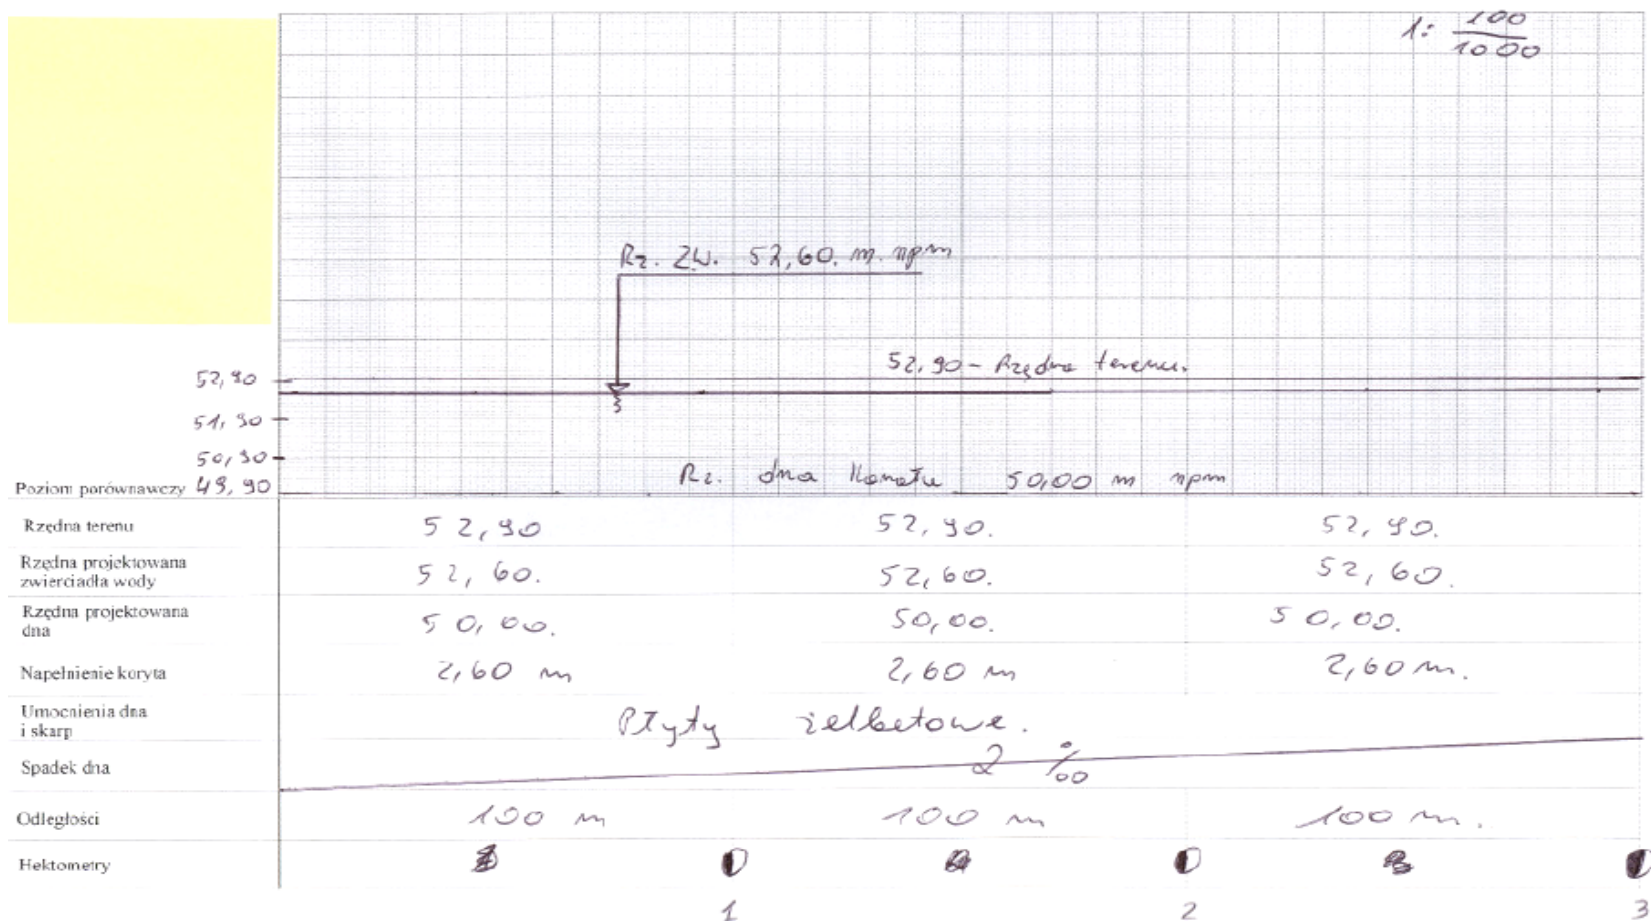 1: 100
1000
Rz. ZW. 52,60. m. npm
52,90 - Rzędna terenu.
52,90
51,90
50,90
Poziom porównawczy 49,90
Rz. dna Kanału 50,00 m npm
Rzędna terenu 52,90 52,90. 52,90.
Rzędna projektowana
zwierciadła wody 52,60. 52,60. 52,60.
Rzędna projektowana
dna 50,00. 50,00. 50,00.
Napełnienie koryta 2,60 m 2,60 m 2,60 m.
Umocnienia dna
i skarp Płyty żelbetowe.
Spadek dna 2 ‰
Odległości 100 m 100 m 100 m.
Hektometry
1 2 3